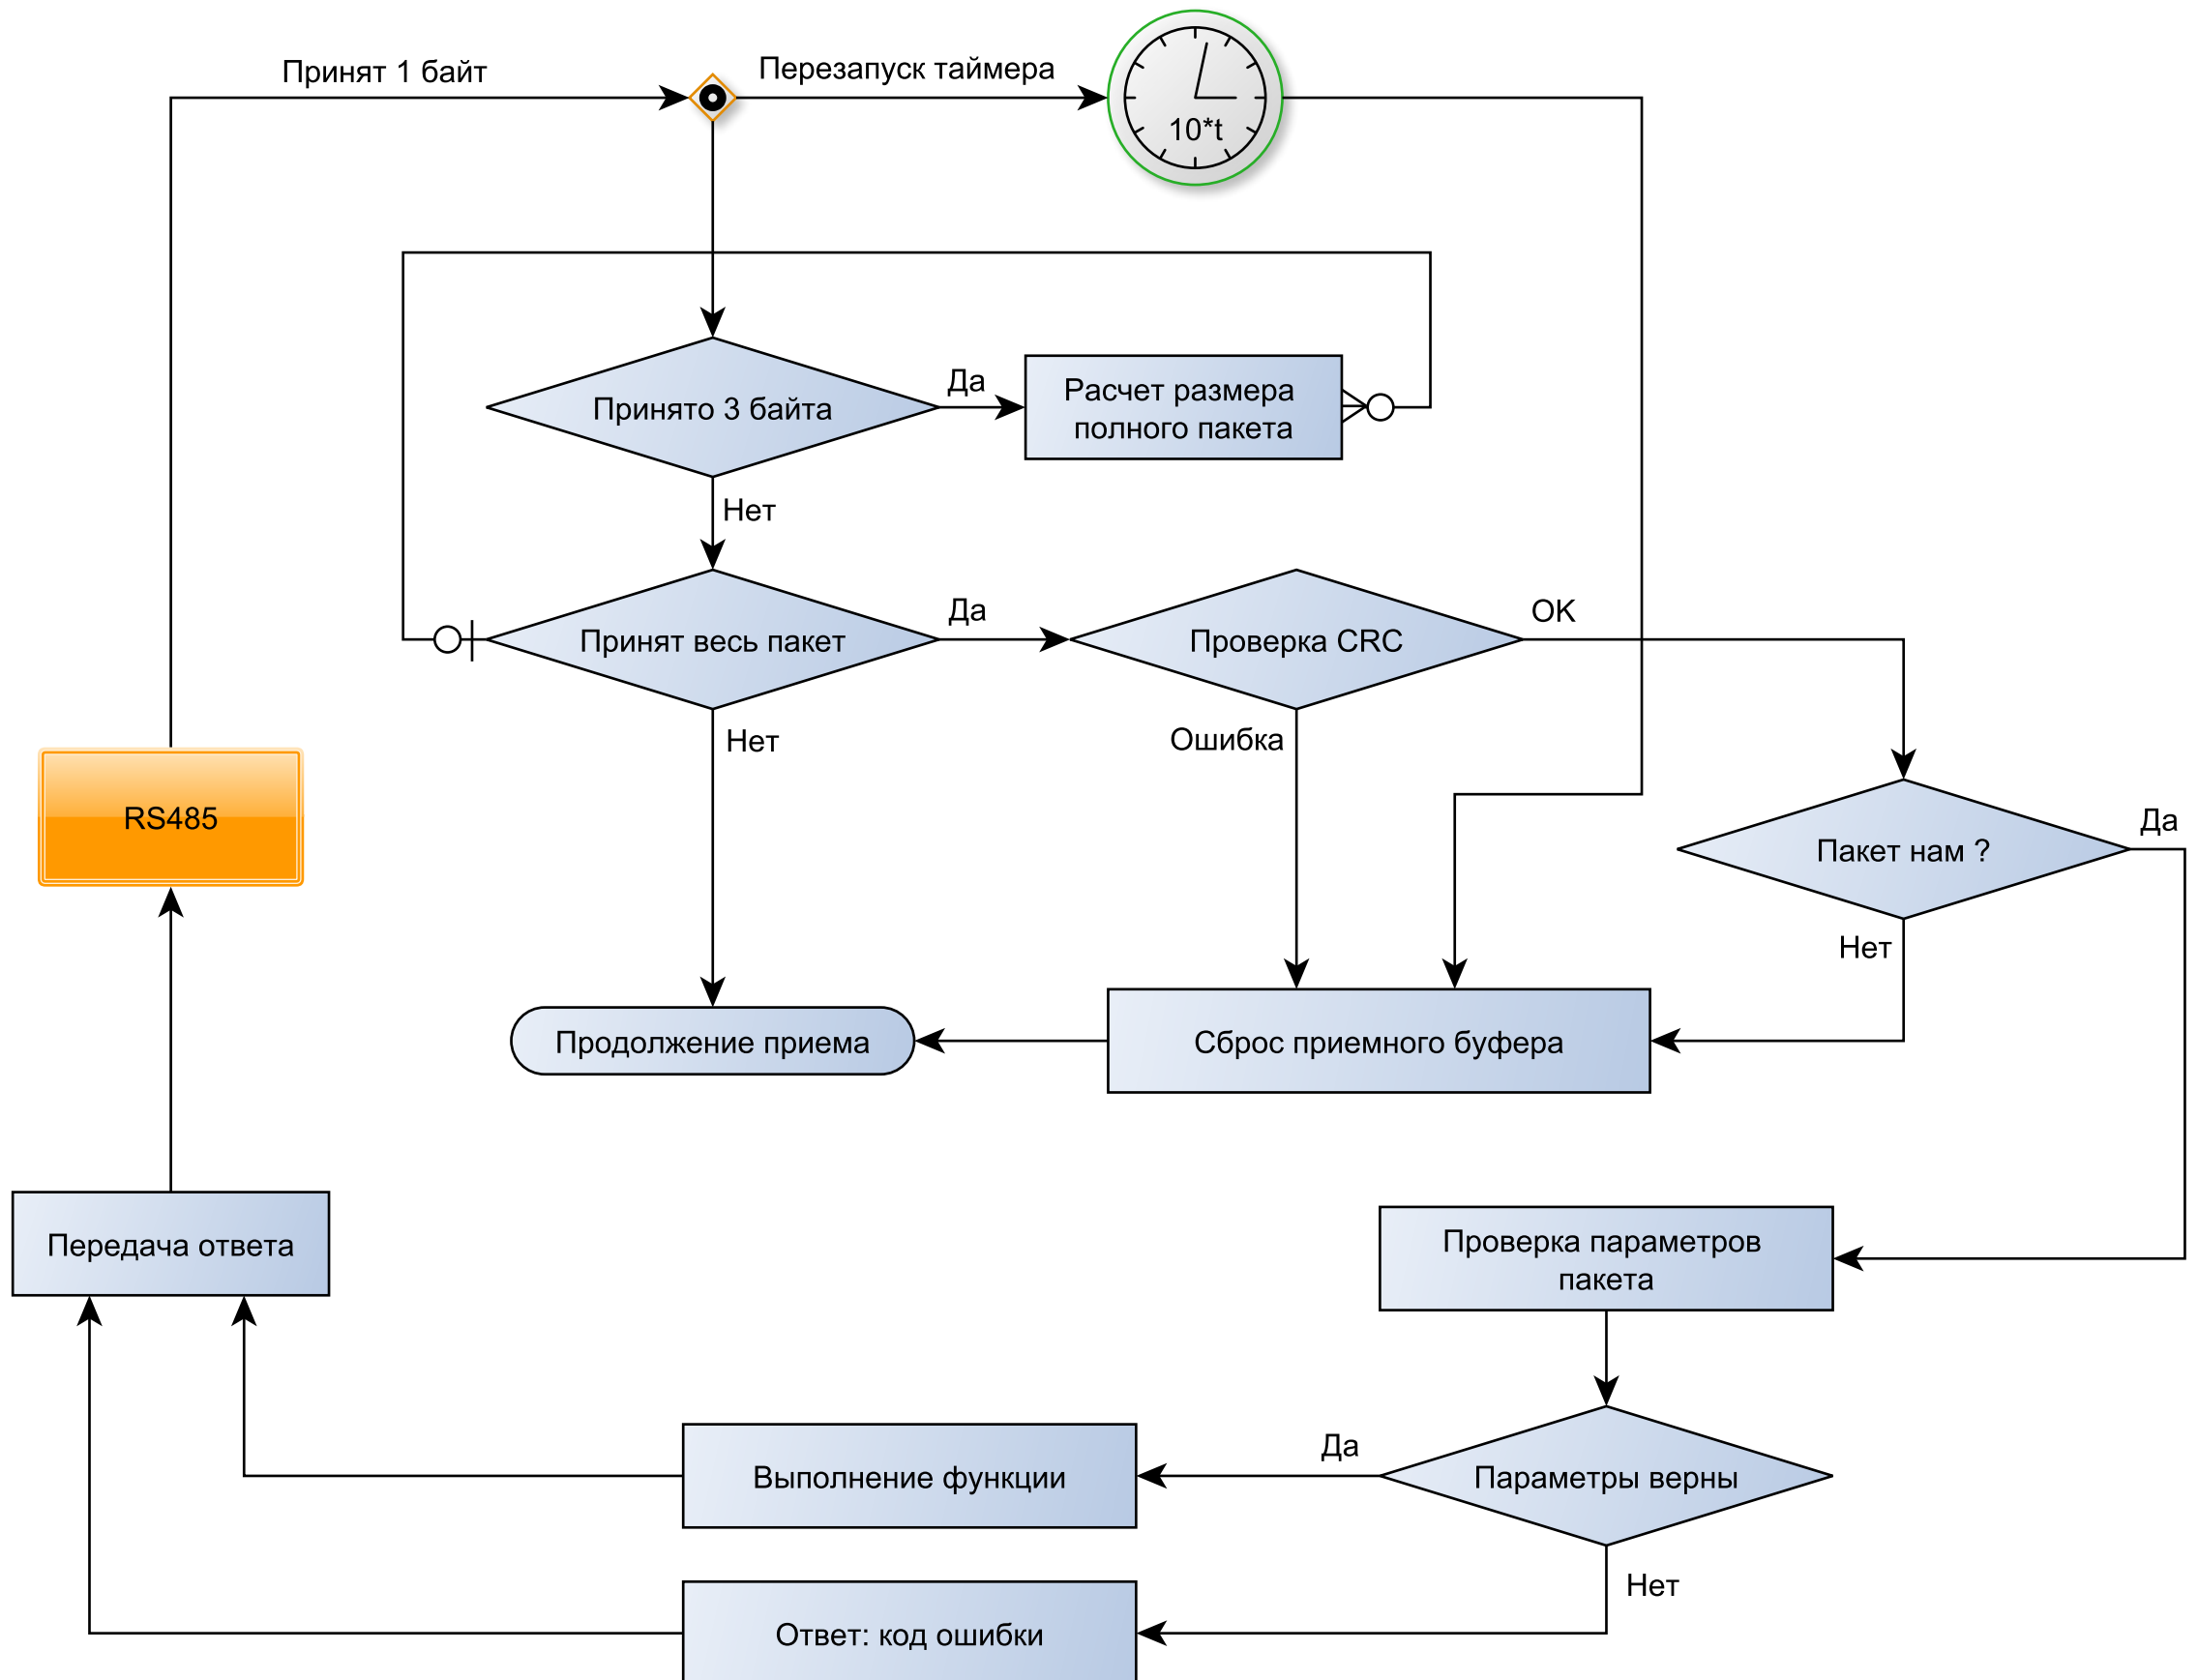 Принят 1 байт
Перезапуск таймера
10*t
Принято 3 байта
Да
Расчет размера
полного пакета
Нет
Принят весь пакет
Да
Проверка CRC
OK
Нет
Ошибка
RS485
Пакет нам ?
Да
Нет
Продолжение приема
Сброс приемного буфера
Передача ответа
Проверка параметров
пакета
Выполнение функции
Да
Параметры верны
Нет
Ответ: код ошибки